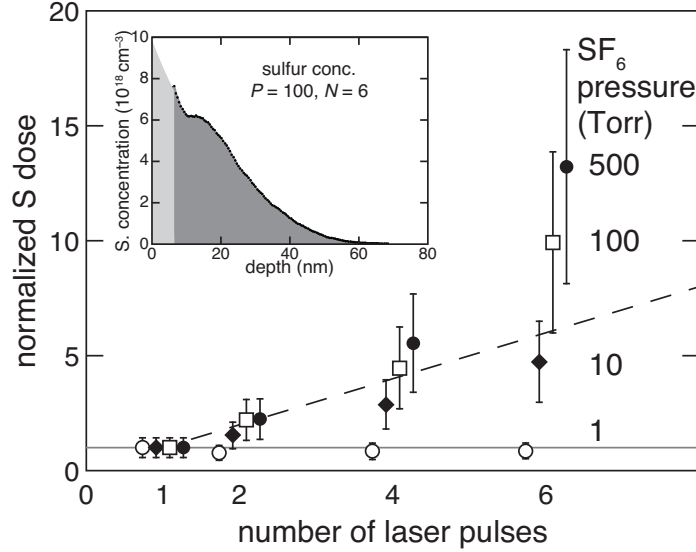 20
15
10
5
0
normalized S dose
0
1
2
4
6
number of laser pulses
SF6
pressure
(Torr)
500
100
10
1
10
8
6
4
2
0
S. concentration (10^18 cm^−3)
sulfur conc.
P = 100, N = 6
0
20
40
60
80
depth (nm)